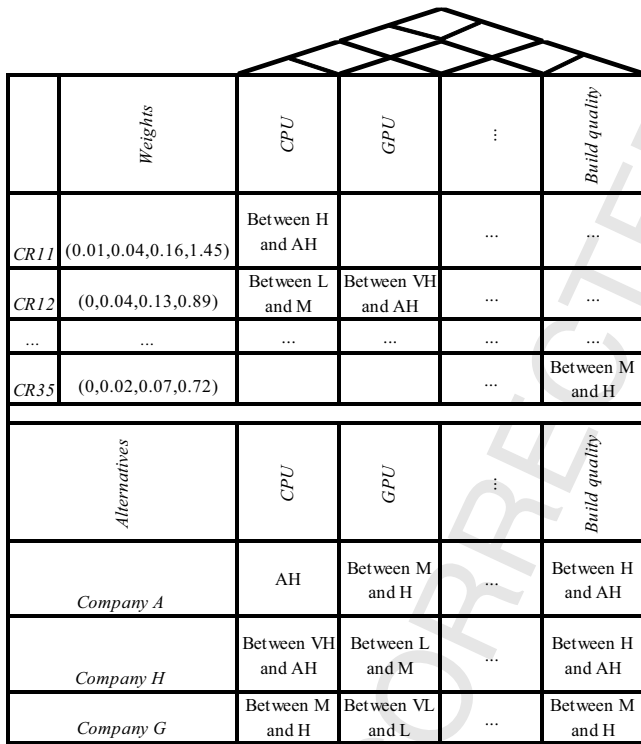 Weights
CPU
GPU
...
Build quality
CR11
(0.01,0.04,0.16,1.45)
Between H
and AH
...
...
CR12
(0,0.04,0.13,0.89)
Between L
and M
Between VH
and AH
...
...
...
...
...
...
...
...
CR35
(0,0.02,0.07,0.72)
...
Between M
and H
Alternatives
CPU
GPU
...
Build quality
Company A
AH
Between M
and H
...
Between H
and AH
Company H
Between VH
and AH
Between L
and M
...
Between H
and AH
Company G
Between M
and H
Between VL
and L
...
Between M
and H